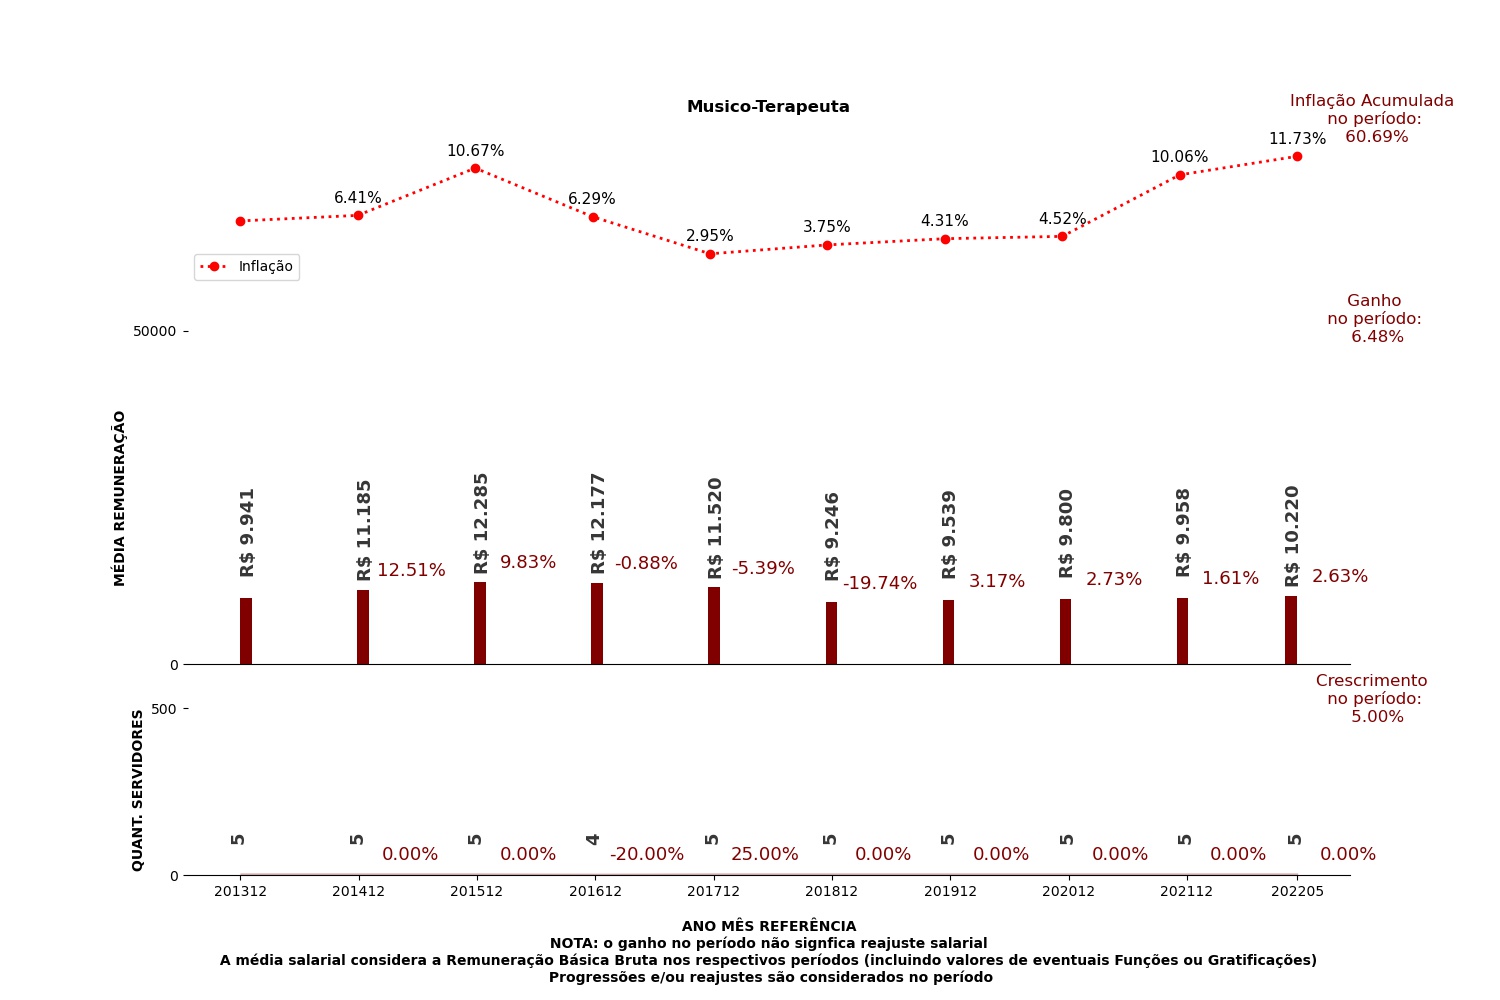 Musico-Terapeuta
Inflação Acumulada
no período:
60.69%
6.41%
10.67%
6.29%
2.95%
3.75%
4.31%
4.52%
10.06%
11.73%
Inflação
Ganho
no período:
6.48%
MÉDIA REMUNERAÇÃO
50000
0
R$ 9.941
R$ 11.185
R$ 12.285
R$ 12.177
R$ 11.520
R$ 9.246
R$ 9.539
R$ 9.800
R$ 9.958
R$ 10.220
12.51%
9.83%
-0.88%
-5.39%
-19.74%
3.17%
2.73%
1.61%
2.63%
Crescrimento
no período:
5.00%
QUANT. SERVIDORES
500
0
5
5
5
4
5
5
5
5
5
5
0.00%
0.00%
-20.00%
25.00%
0.00%
0.00%
0.00%
0.00%
0.00%
201312
201412
201512
201612
201712
201812
201912
202012
202112
202205
ANO MÊS REFERÊNCIA
NOTA: o ganho no período não signfica reajuste salarial
A média salarial considera a Remuneração Básica Bruta nos respectivos períodos (incluindo valores de eventuais Funções ou Gratificações)
Progressões e/ou reajustes são considerados no período